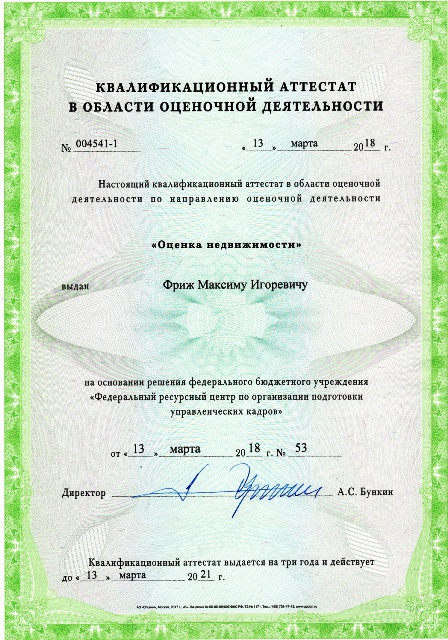 КВАЛИФИКАЦИОННЫЙ АТТЕСТАТ
В ОБЛАСТИ ОЦЕНОЧНОЙ ДЕЯТЕЛЬНОСТИ
№ 004541-1 « 13 » марта 2018 г.
Настоящий квалификационный аттестат в области оценочной
деятельности по направлению оценочной деятельности
«Оценка недвижимости»
выдан Фриж Максиму Игоревичу
на основании решения федерального бюджетного учреждения
«Федеральный ресурсный центр по организации подготовки
управленческих кадров»
от « 13 » марта 2018 г. № 53
Директор А.С. Бункин
Квалификационный аттестат выдается на три года и действует
до « 13 » марта 2021 г.